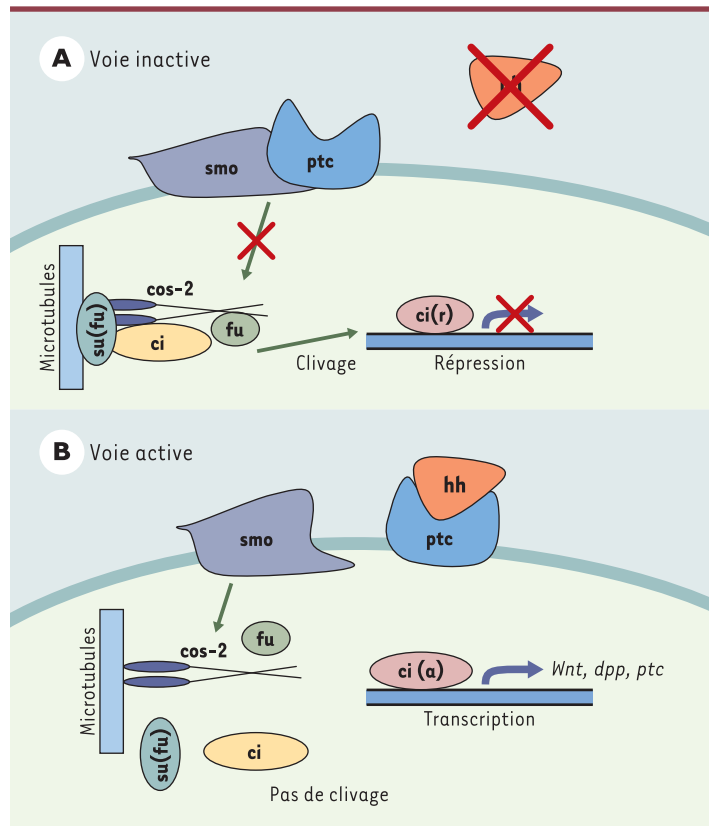 A Voie inactive
hh
smo
ptc
Microtubules
cos-2
su(fu)
ci
fu
Clivage
ci(r)
Répression
B Voie active
hh
smo
ptc
Microtubules
cos-2
fu
su(fu)
ci
Pas de clivage
ci (a)
Wnt, dpp, ptc
Transcription